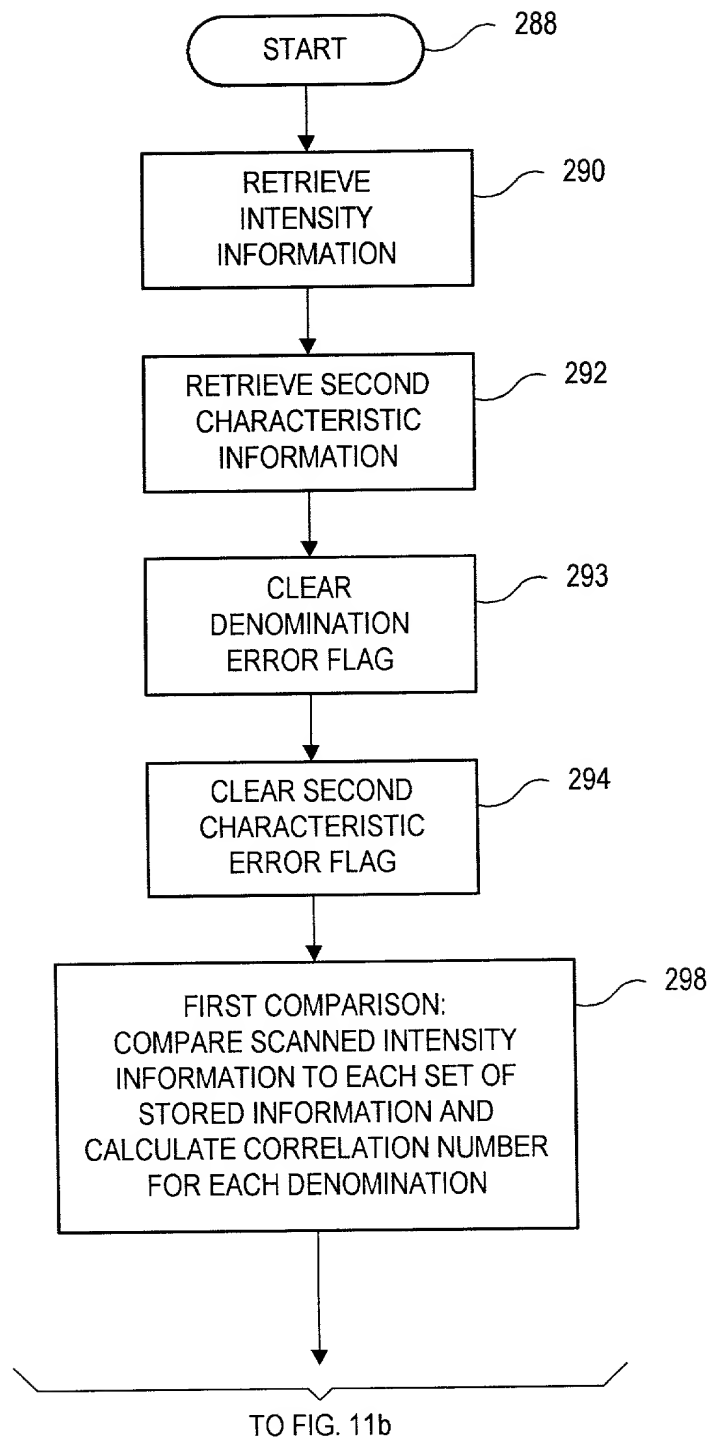 START
288
RETRIEVE
INTENSITY
INFORMATION
290
RETRIEVE SECOND
CHARACTERISTIC
INFORMATION
292
CLEAR
DENOMINATION
ERROR FLAG
293
CLEAR SECOND
CHARACTERISTIC
ERROR FLAG
294
FIRST COMPARISON:
COMPARE SCANNED INTENSITY
INFORMATION TO EACH SET OF
STORED INFORMATION AND
CALCULATE CORRELATION NUMBER
FOR EACH DENOMINATION
298
TO FIG. 11b